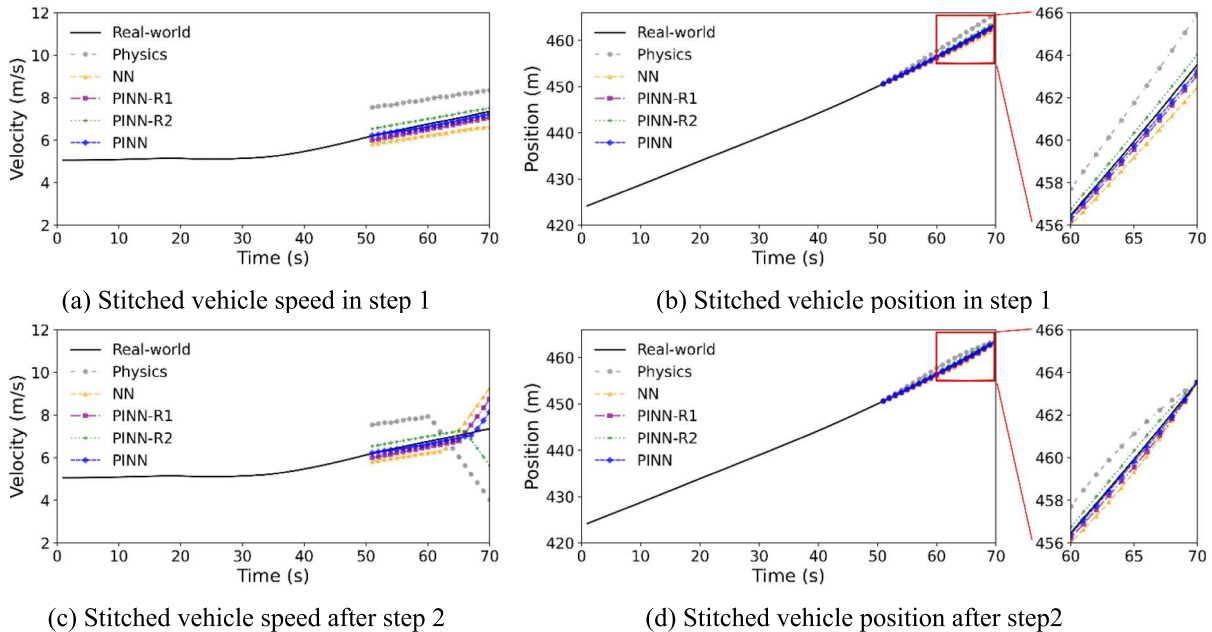 12
10
8
6
4
2
Velocity (m/s)
Real-world
Physics
NN
PINN-R1
PINN-R2
PINN
0 10 20 30 40 50 60 70
Time (s)
460
440
430
420
Position (m)
Real-world
Physics
NN
PINN-R1
PINN-R2
PINN
0 10 20 30 40 50 60 70
Time (s)
466
464
462
460
458
456
60 65 70
(a) Stitched vehicle speed in step 1
(b) Stitched vehicle position in step 1
12
10
8
6
4
2
Velocity (m/s)
Real-world
Physics
NN
PINN-R1
PINN-R2
PINN
0 10 20 30 40 50 60 70
Time (s)
460
450
440
430
420
Position (m)
Real-world
Physics
NN
PINN-R1
PINN-R2
PINN
0 10 20 30 40 50 60 70
Time (s)
466
464
462
460
458
456
60 65 70
(c) Stitched vehicle speed after step 2
(d) Stitched vehicle position after step2